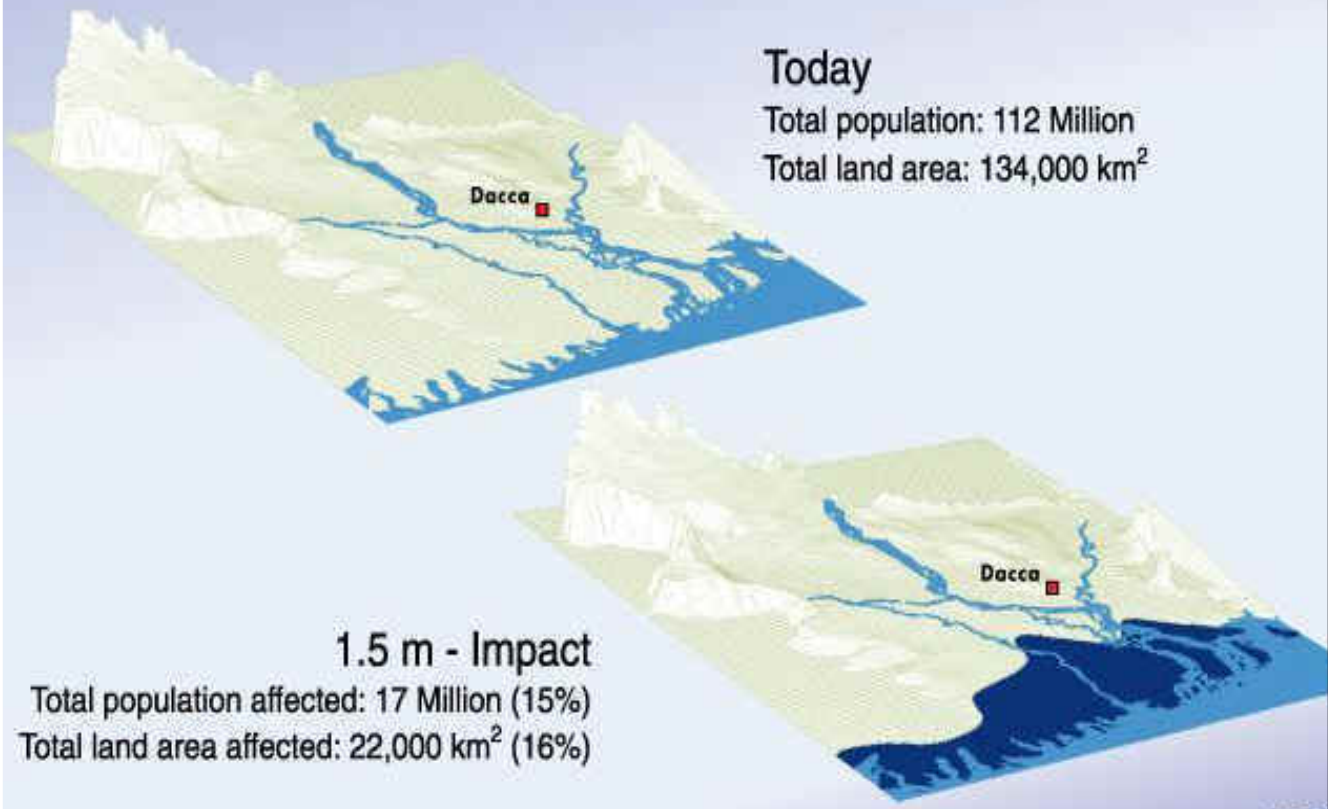 Today
Total population: 112 Million
Total land area: 134,000 km²
Dacca
Dacca
1.5 m - Impact
Total population affected: 17 Million (15%)
Total land area affected: 22,000 km² (16%)